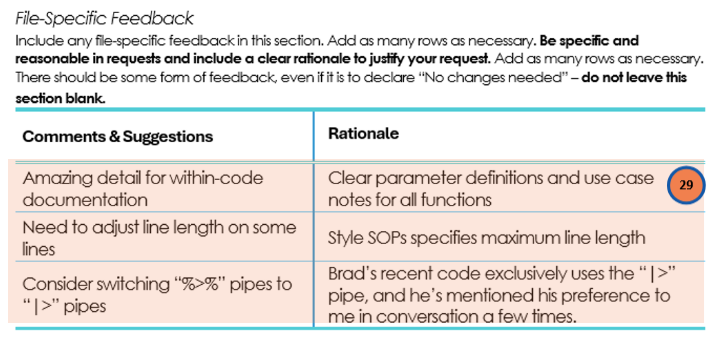 File-Specific Feedback
Include any file-specific feedback in this section. Add as many rows as necessary. Be specific and
reasonable in requests and include a clear rationale to justify your request. Add as many rows as necessary.
There should be some form of feedback, even if it is to declare “No changes needed” – do not leave this
section blank.
Comments & Suggestions
Rationale
Amazing detail for within-code
documentation
Clear parameter definitions and use case
notes for all functions
29
Need to adjust line length on some
lines
Style SOPs specifies maximum line length
Consider switching “%>%” pipes to
“|>” pipes
Brad’s recent code exclusively uses the “|>”
pipe, and he’s mentioned his preference to
me in conversation a few times.